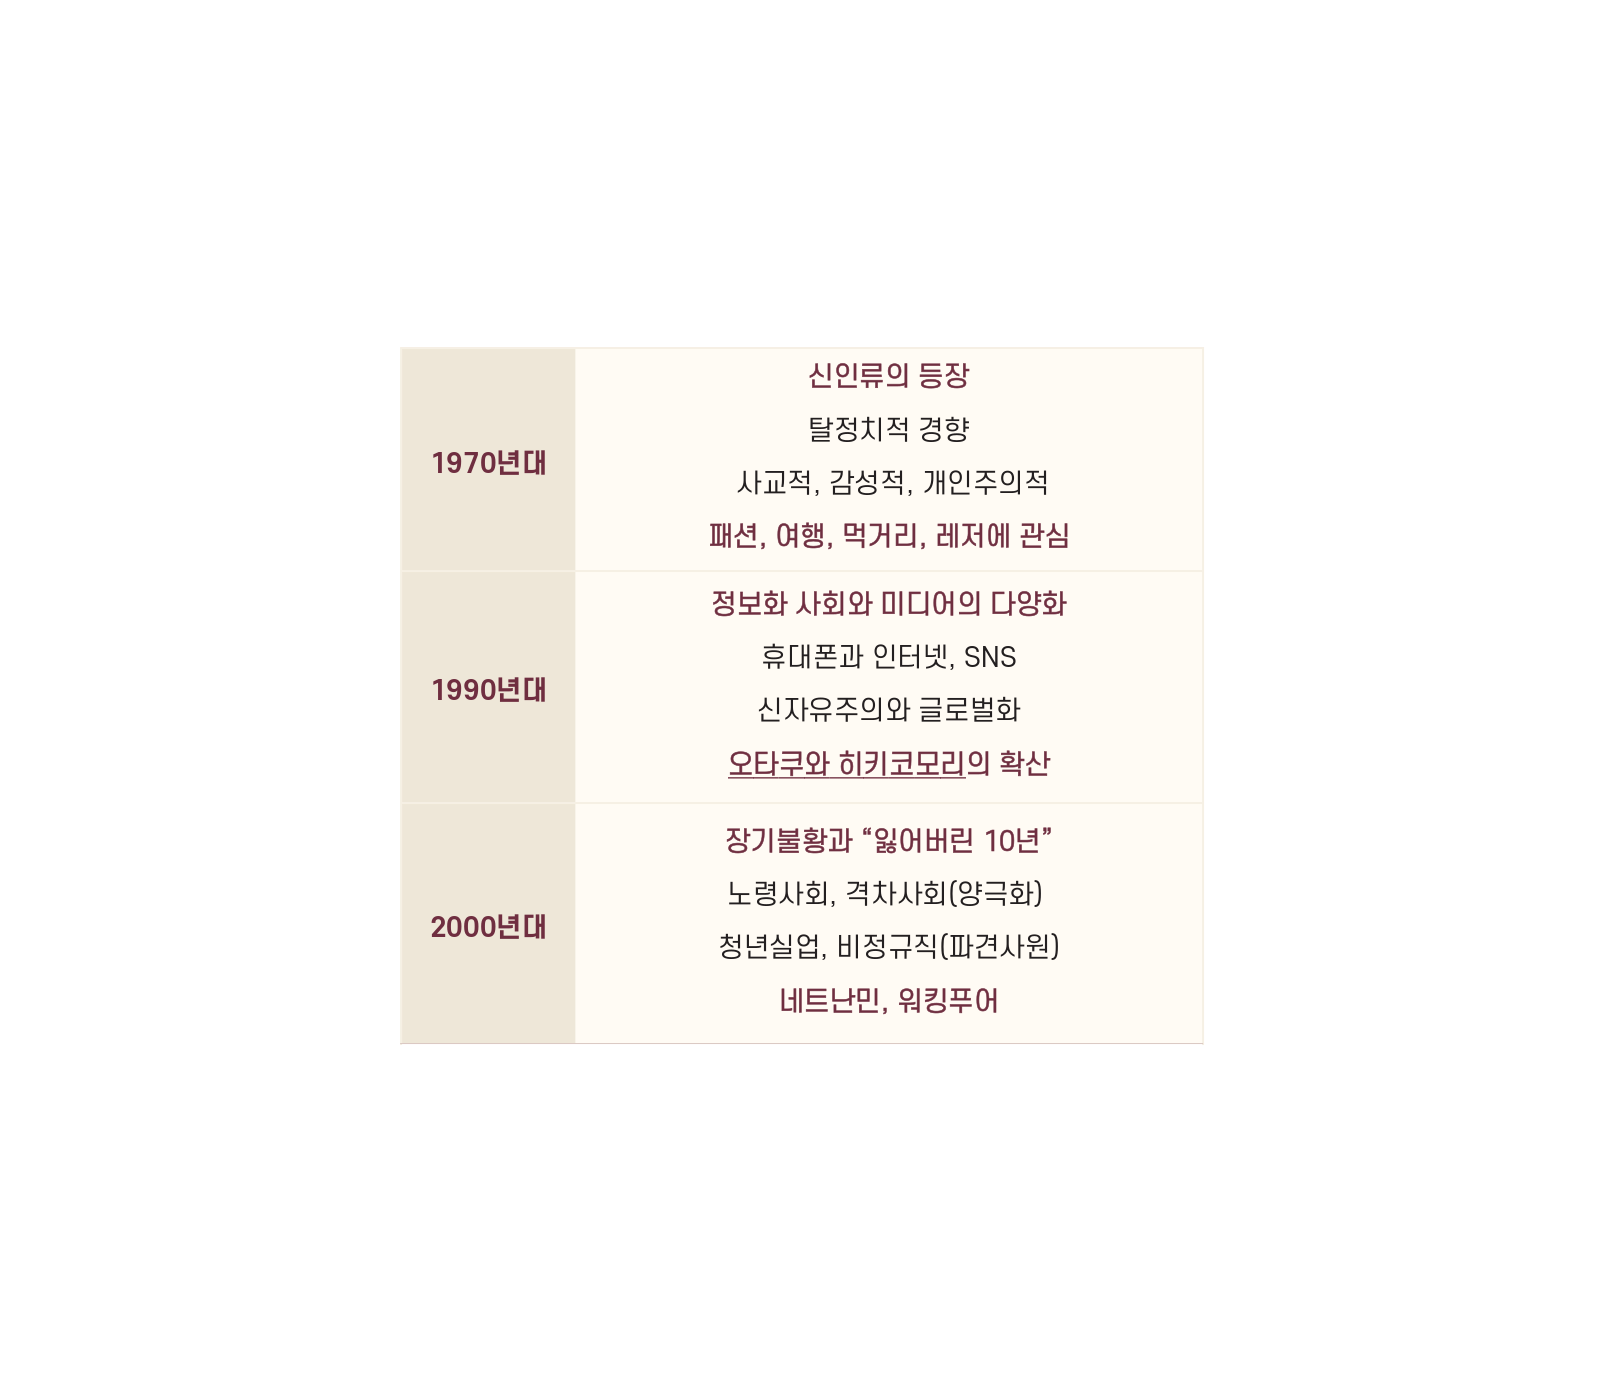 1970년대
신인류의 등장
탈정치적 경향
사교적, 감성적, 개인주의적
패션, 여행, 먹거리, 레저에 관심
1990년대
정보화 사회와 미디어의 다양화
휴대폰과 인터넷, SNS
신자유주의와 글로벌화
오타쿠와 히키코모리의 확산
2000년대
장기불황과 “잃어버린 10년”
노령사회, 격차사회(양극화)
청년실업, 비정규직(파견사원)
네트난민, 워킹푸어